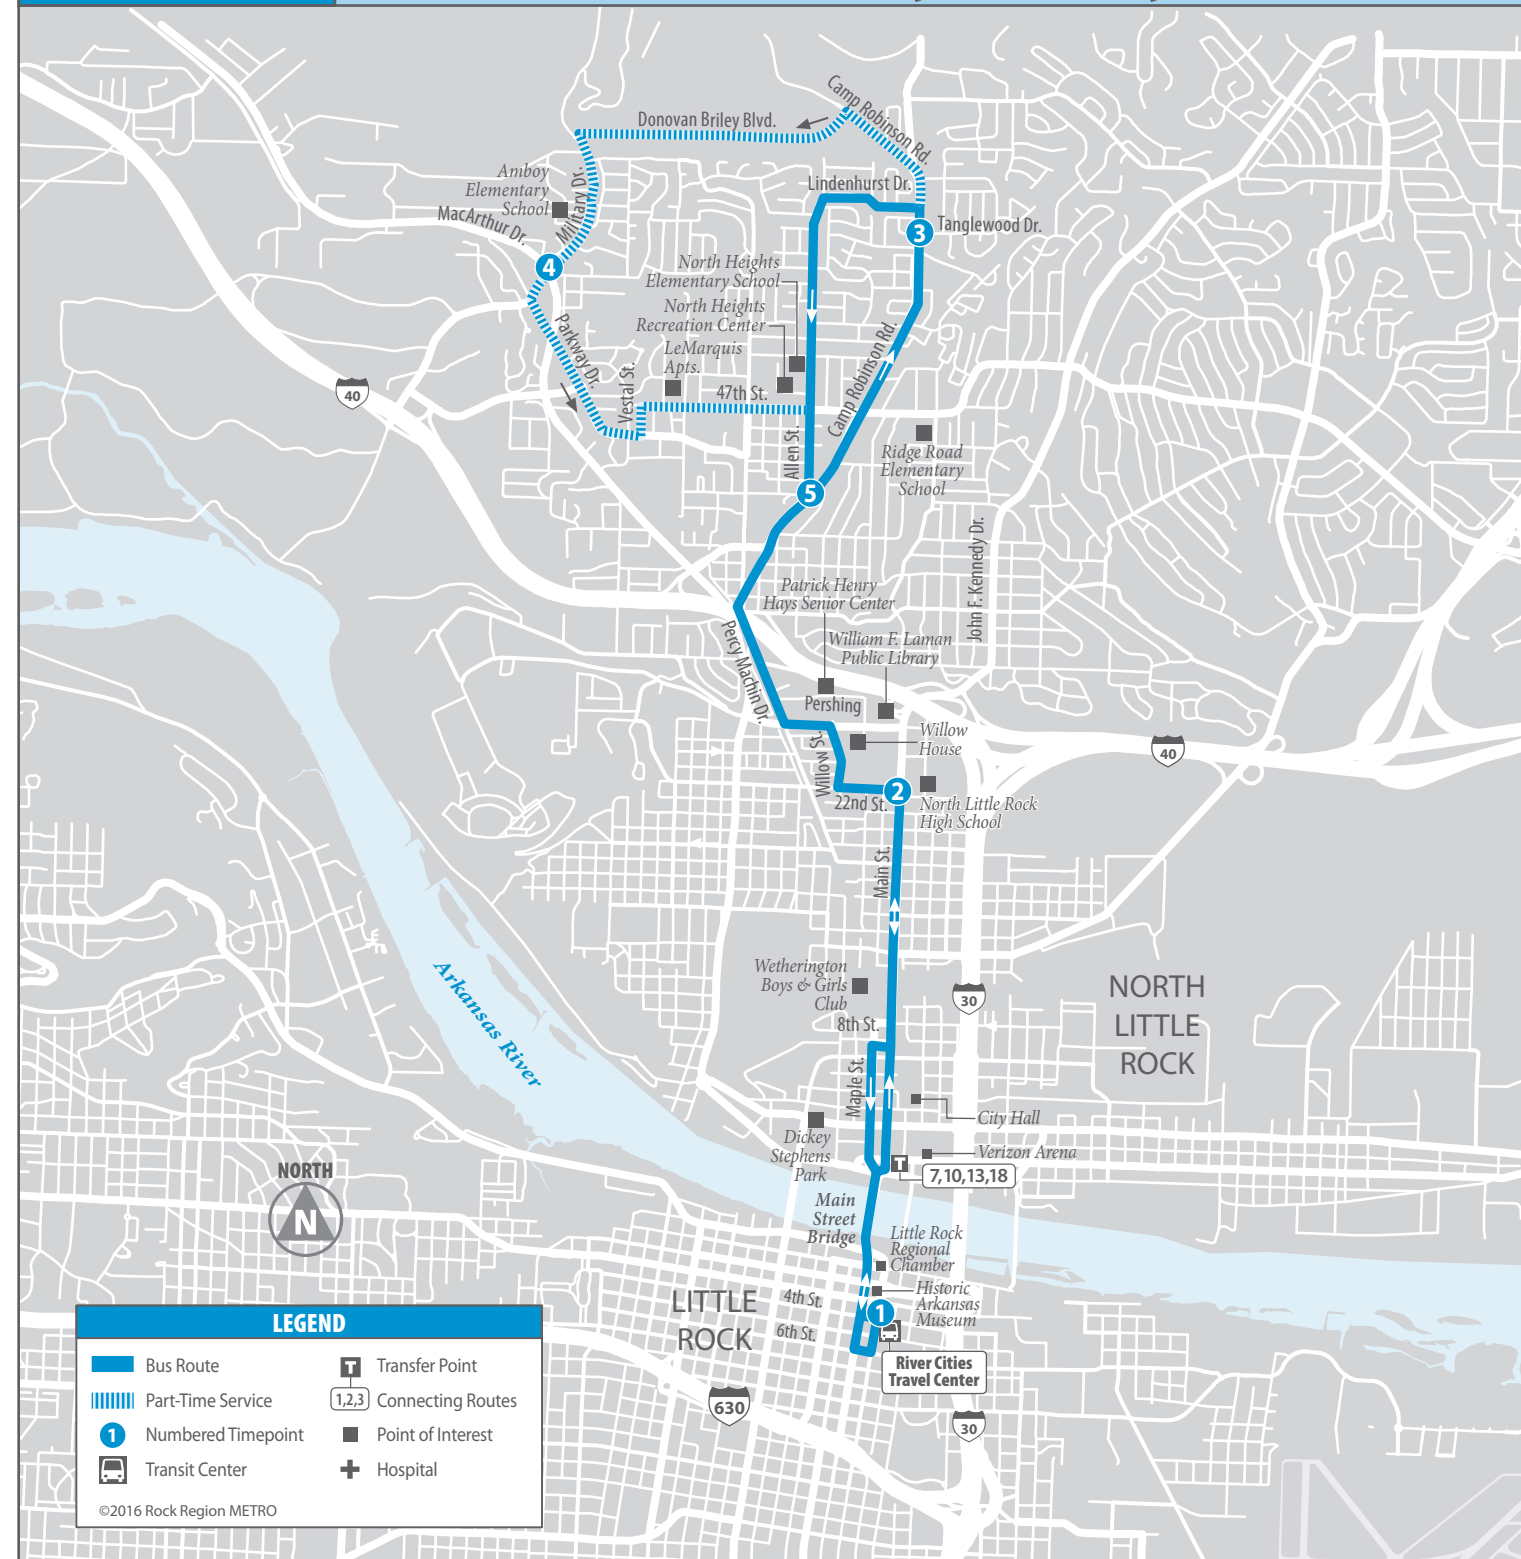 Camp Robinson Rd.
Donovan Briley Blvd.
Amboy
Elementary
School
Military Dr.
MacArthur Dr.
Lindenhurst Dr.
3
Tanglewood Dr.
4
North Heights
Elementary School
North Heights
Recreation Center
LeMarquis
Apts.
Parkway Dr.
Vestal St.
47th St.
Camp Robinson Rd.
40
Allen St.
Ridge Road
Elementary
School
5
John F. Kennedy Dr.
Patrick Henry
Hays Senior Center
William F. Laman
Public Library
Percy Machin Dr.
Pershing
Willow
House
Willow St.
40
2
22nd St.
North Little Rock
High School
Main St.
Arkansas River
Wetherington
Boys & Girls
Club
30
NORTH
LITTLE
ROCK
8th St.
Maple St.
City Hall
Dickey
Stephens
Park
Verizon Arena
T
7,10,13,18
NORTH
N
Main
Street
Bridge
Little Rock
Regional
Chamber
Historic
Arkansas
Museum
LITTLE
ROCK
4th St.
6th St.
1
River Cities
Travel Center
630
30
LEGEND
Bus Route
T
Transfer Point
Part-Time Service
1,2,3
Connecting Routes
1
Numbered Timepoint
Point of Interest
Transit Center
Hospital
©2016 Rock Region METRO